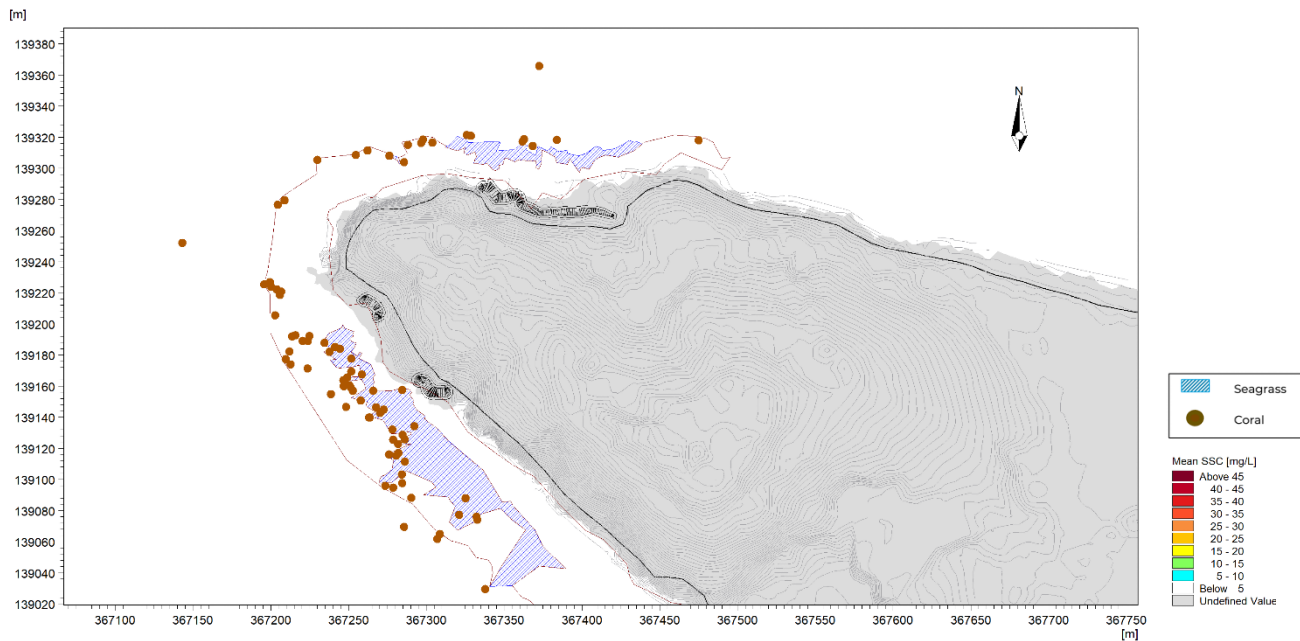 [m]
139380
139360
139340
139320
139300
139280
139260
139240
139220
139200
139180
139160
139140
139120
139100
139080
139060
139040
139020
367100 367150 367200 367250 367300 367350 367400 367450 367500 367550 367600 367650 367700 367750
[m]
N
Seagrass
Coral
Mean SSC [mg/L]
Above 45
40 - 45
35 - 40
30 - 35
25 - 30
20 - 25
15 - 20
10 - 15
5 - 10
Below 5
Undefined Value